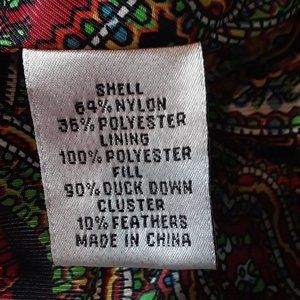 SHELL
64% NYLON
36% POLYESTER
LINING
100% POLYESTER
FILL
90% DUCK DOWN
CLUSTER
10% FEATHERS
MADE IN CHINA